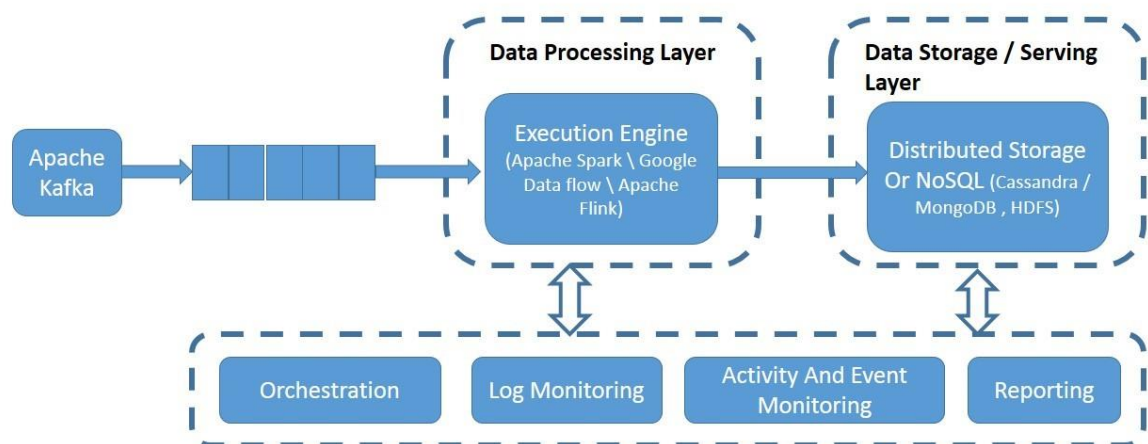 Data Processing Layer
Data Storage / Serving
Layer
Apache
Kafka
Execution Engine
(Apache Spark \ Google
Data flow \ Apache
Flink)
Distributed Storage
Or NoSQL (Cassandra /
MongoDB , HDFS)
Orchestration
Log Monitoring
Activity And Event
Monitoring
Reporting